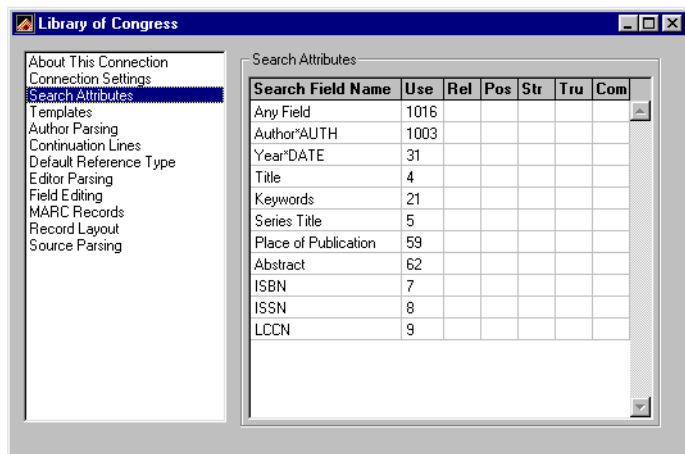 Library of Congress
About This Connection
Connection Settings
Search Attributes
Templates
Author Parsing
Continuation Lines
Default Reference Type
Editor Parsing
Field Editing
MARC Records
Record Layout
Source Parsing
Search Attributes
Search Field Name Use Rel Pos Str Tru Com
Any Field 1016
Author*AUTH 1003
Year*DATE 31
Title 4
Keywords 21
Series Title 5
Place of Publication 59
Abstract 62
ISBN 7
ISSN 8
LCCN 9